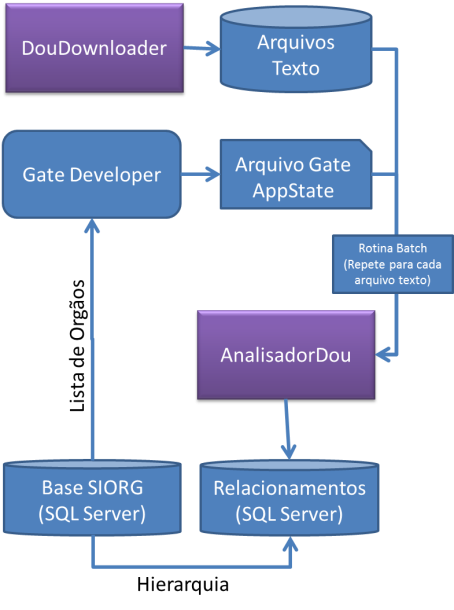 DouDownloader
Arquivos
Texto
Gate Developer
Arquivo Gate
AppState
Rotina Batch
(Repete para cada
arquivo texto)
Lista de Orgãos
AnalisadorDou
Base SIORG
(SQL Server)
Relacionamentos
(SQL Server)
Hierarquia